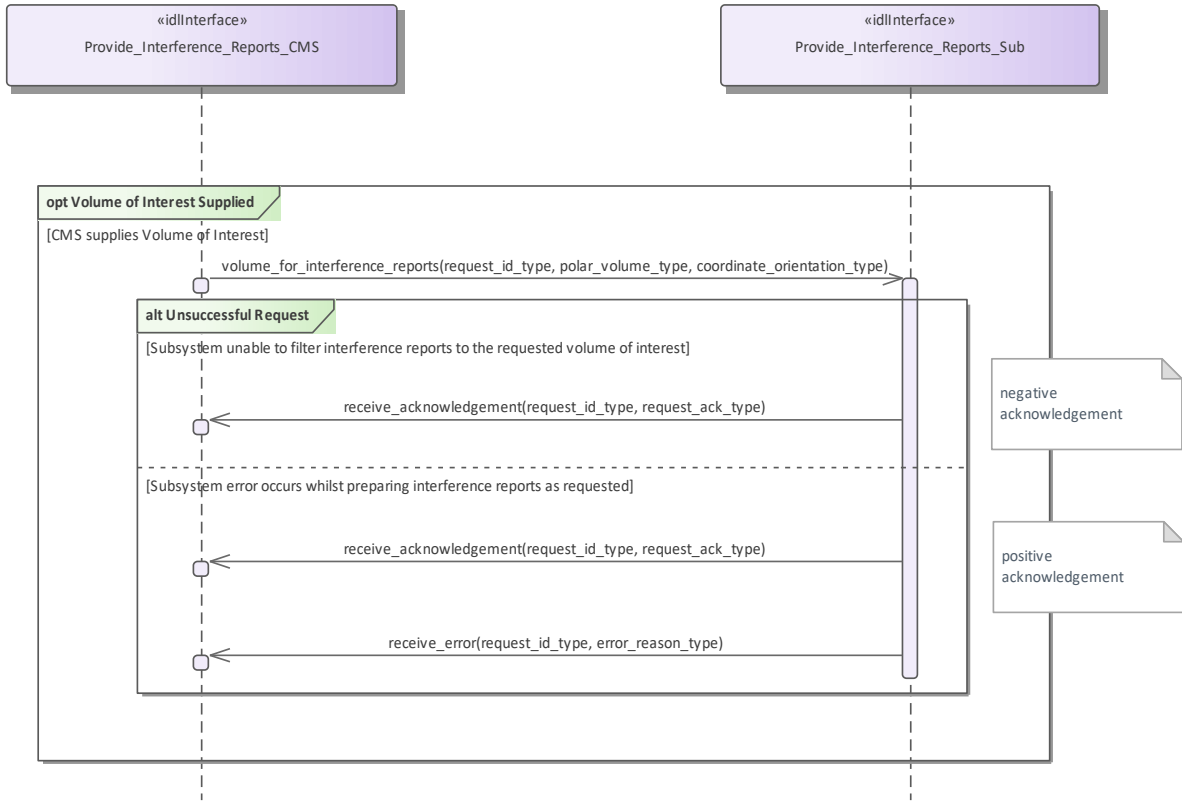 «idlInterface»
Provide_Interference_Reports_CMS
«idlInterface»
Provide_Interference_Reports_Sub
opt Volume of Interest Supplied
[CMS supplies Volume of Interest]
volume_for_interference_reports(request_id_type, polar_volume_type, coordinate_orientation_type)
alt Unsuccessful Request
[Subsystem unable to filter interference reports to the requested volume of interest]
negative
acknowledgement
receive_acknowledgement(request_id_type, request_ack_type)
[Subsystem error occurs whilst preparing interference reports as requested]
receive_acknowledgement(request_id_type, request_ack_type)
positive
acknowledgement
receive_error(request_id_type, error_reason_type)